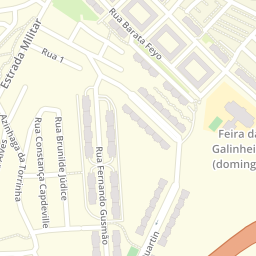 Rua Barata Feyo
Estrada Militar
Rua 1
Feira da
Galinhei
(doming
Azinhaga da
Torrinha
Rua Constança Capdeville
Rua Brunilde Júdice
Rua Fernando Gusmão